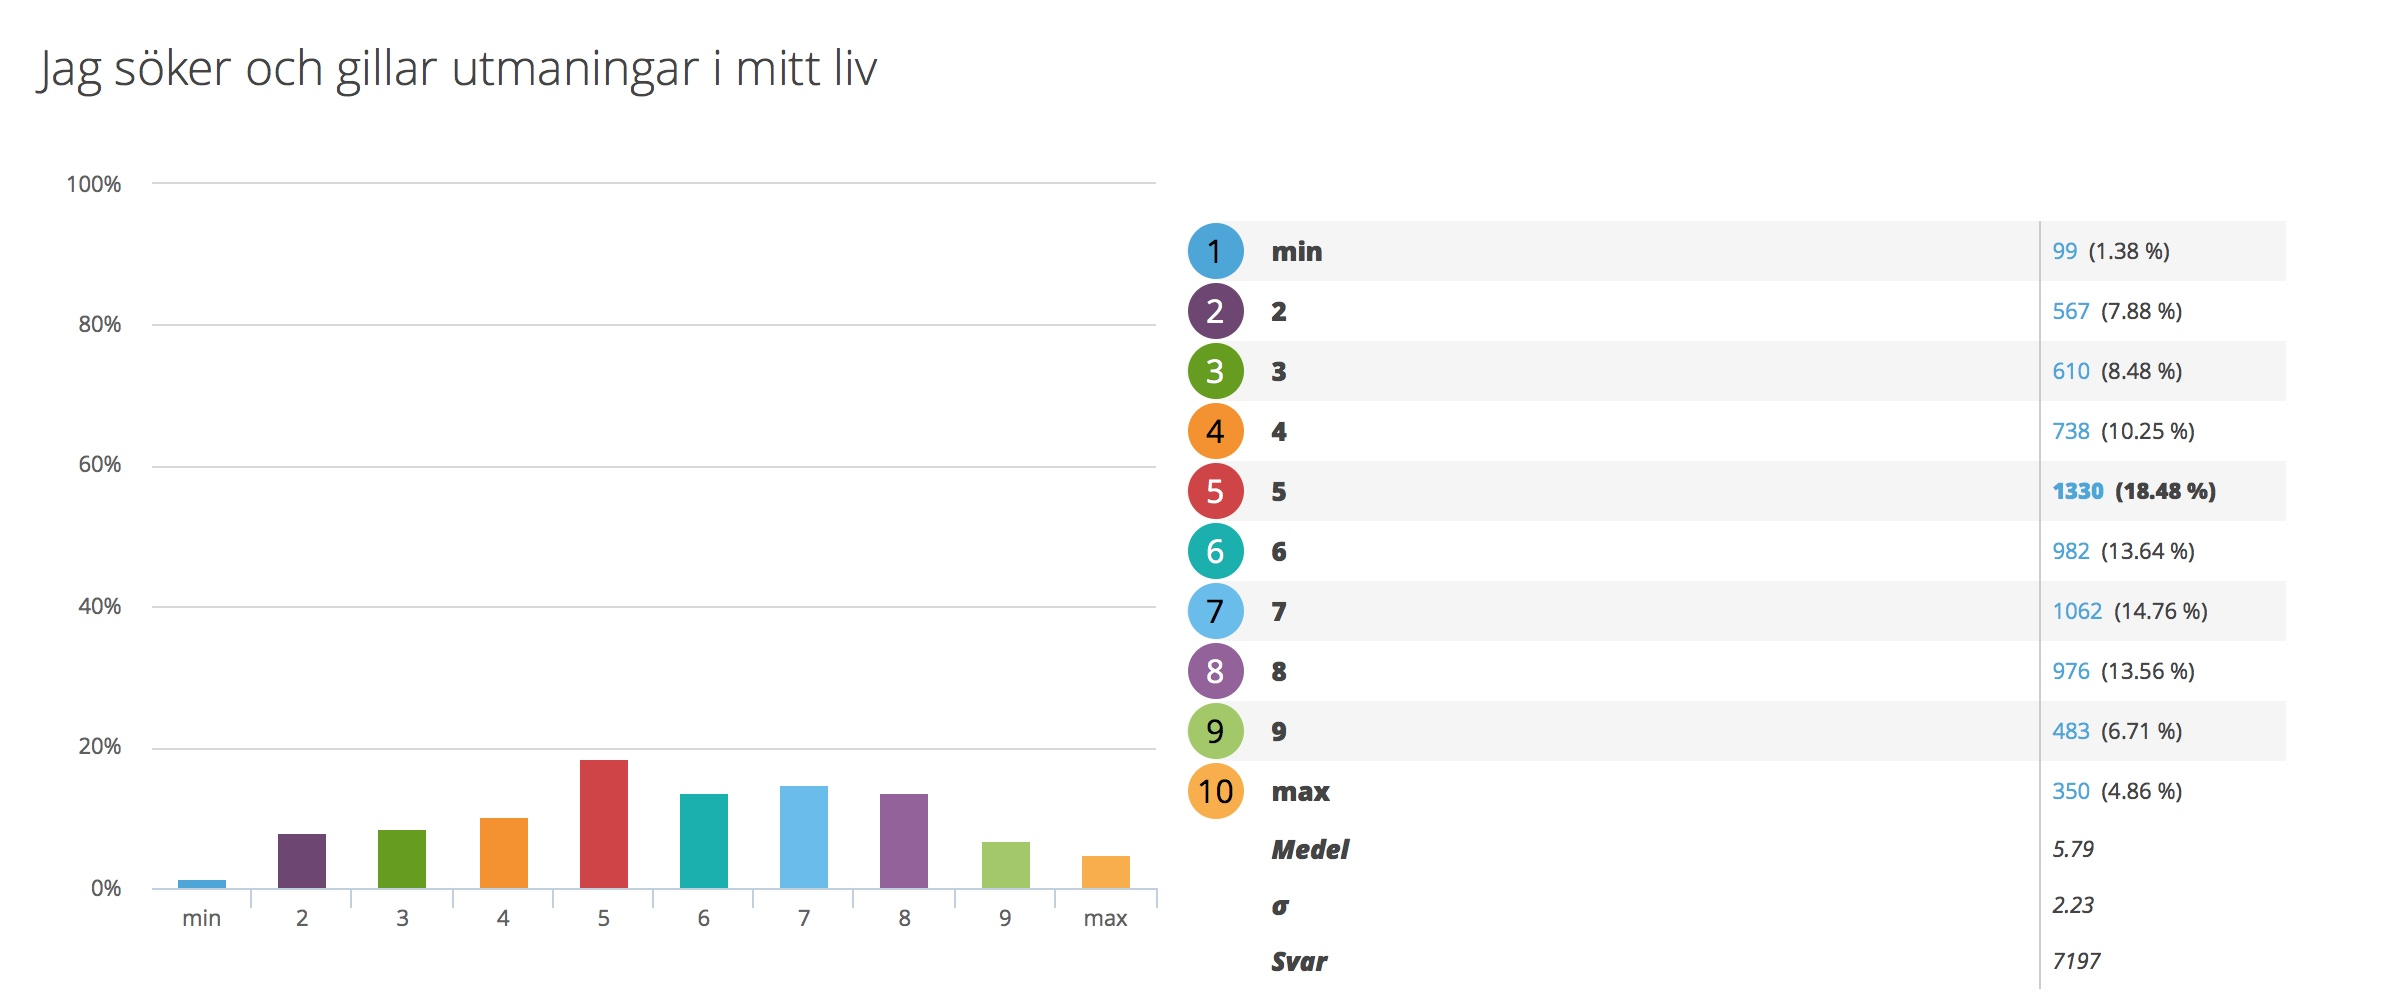 Jag söker och gillar utmaningar i mitt liv
100%
80%
60%
40%
20%
0%
min 2 3 4 5 6 7 8 9 max
1 min 99 (1.38 %)
2 2 567 (7.88 %)
3 3 610 (8.48 %)
4 4 738 (10.25 %)
5 5 1330 (18.48 %)
6 6 982 (13.64 %)
7 7 1062 (14.76 %)
8 8 976 (13.56 %)
9 9 483 (6.71 %)
10 max 350 (4.86 %)
Medel 5.79
σ 2.23
Svar 7197